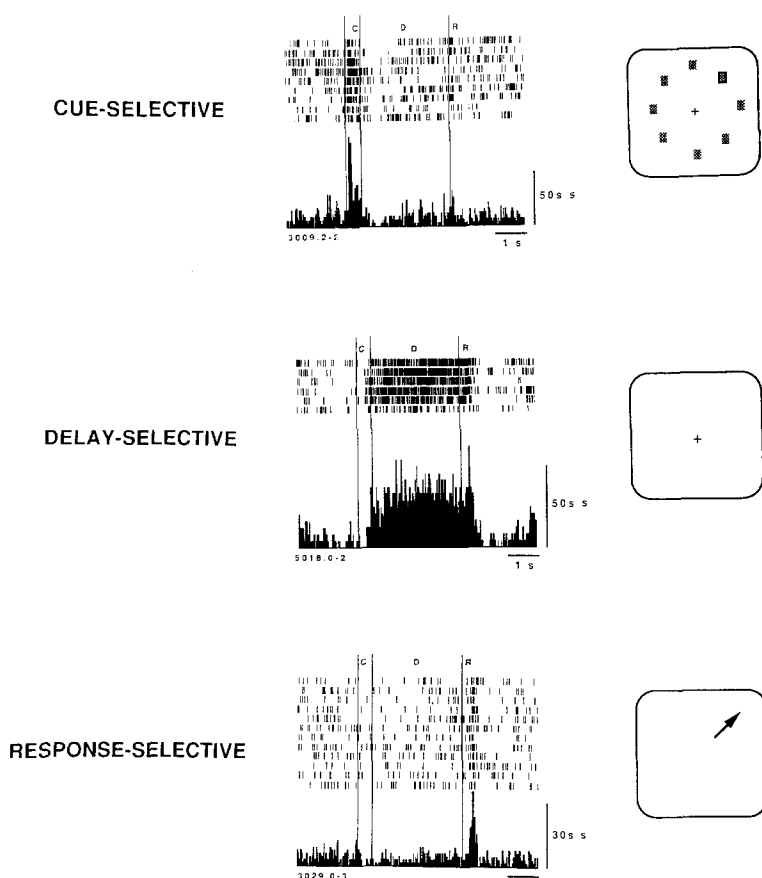 C D R
CUE-SELECTIVE
50s s
3009.2-2
1 s
C D R
DELAY-SELECTIVE
50s s
5018.0-2
1 s
C D R
RESPONSE-SELECTIVE
30s s
3029.0-3